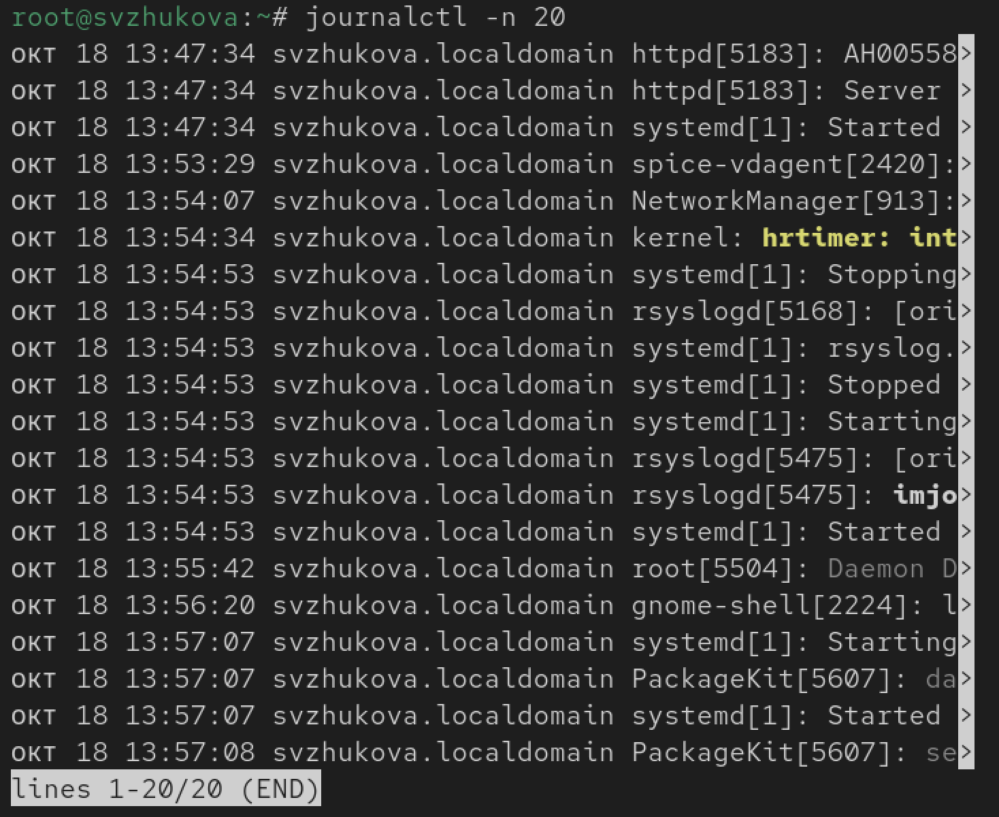 root@svzhukova:~# journalctl -n 20
окт 18 13:47:34 svzhukova.localdomain httpd[5183]: AH00558>
окт 18 13:47:34 svzhukova.localdomain httpd[5183]: Server >
окт 18 13:47:34 svzhukova.localdomain systemd[1]: Started >
окт 18 13:53:29 svzhukova.localdomain spice-vdagent[2420]:>
окт 18 13:54:07 svzhukova.localdomain NetworkManager[913]:>
окт 18 13:54:34 svzhukova.localdomain kernel: hrtimer: int>
окт 18 13:54:53 svzhukova.localdomain systemd[1]: Stopping>
окт 18 13:54:53 svzhukova.localdomain rsyslogd[5168]: [ori>
окт 18 13:54:53 svzhukova.localdomain systemd[1]: rsyslog.>
окт 18 13:54:53 svzhukova.localdomain systemd[1]: Stopped >
окт 18 13:54:53 svzhukova.localdomain systemd[1]: Starting>
окт 18 13:54:53 svzhukova.localdomain rsyslogd[5475]: [ori>
окт 18 13:54:53 svzhukova.localdomain rsyslogd[5475]: imjo>
окт 18 13:54:53 svzhukova.localdomain systemd[1]: Started >
окт 18 13:55:42 svzhukova.localdomain root[5504]: Daemon D>
окт 18 13:56:20 svzhukova.localdomain gnome-shell[2224]: l>
окт 18 13:57:07 svzhukova.localdomain systemd[1]: Starting>
окт 18 13:57:07 svzhukova.localdomain PackageKit[5607]: da>
окт 18 13:57:07 svzhukova.localdomain systemd[1]: Started >
окт 18 13:57:08 svzhukova.localdomain PackageKit[5607]: se>
lines 1-20/20 (END)